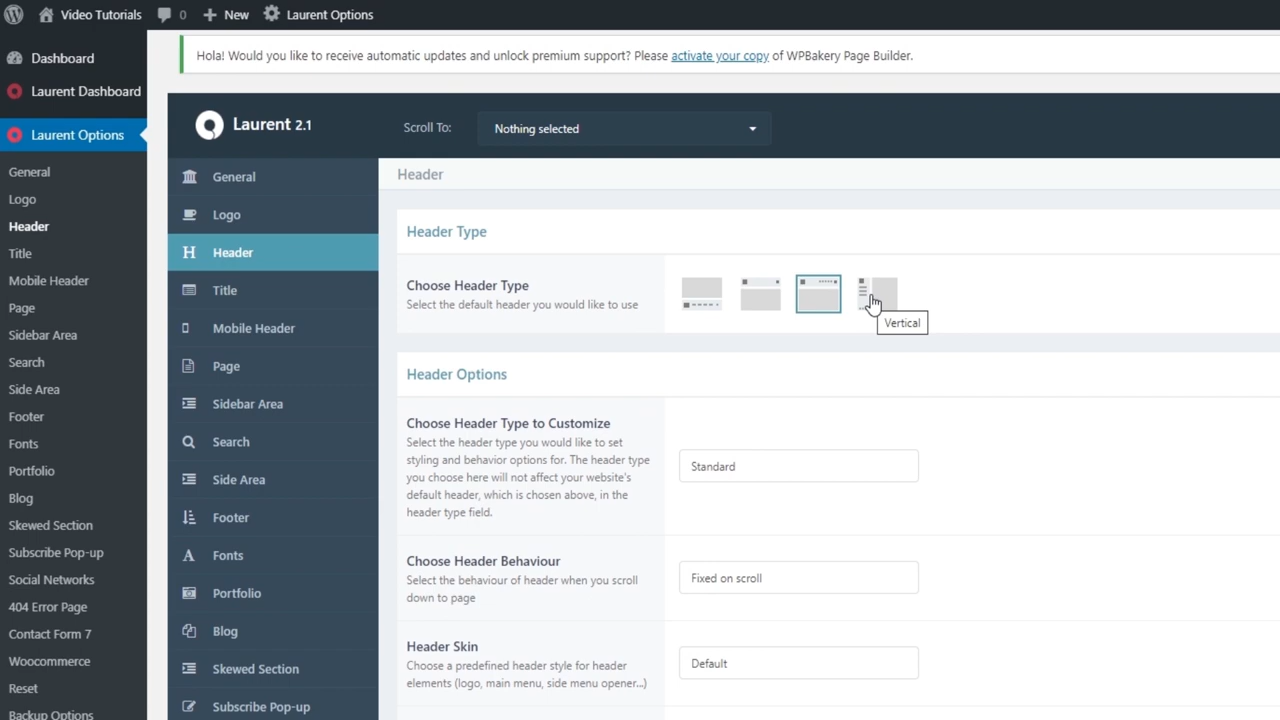 Video Tutorials 0 New Laurent Options
Dashboard
Laurent Dashboard
Laurent Options
General
Logo
Header
Title
Mobile Header
Page
Sidebar Area
Search
Side Area
Footer
Fonts
Portfolio
Blog
Skewed Section
Subscribe Pop-up
Social Networks
404 Error Page
Contact Form 7
Woocommerce
Reset
Backup Options
Hola! Would you like to receive automatic updates and unlock premium support? Please activate your copy of WPBakery Page Builder.
Laurent 2.1
Scroll To: Nothing selected
General
Logo
Header
Title
Mobile Header
Page
Sidebar Area
Search
Side Area
Footer
Fonts
Portfolio
Blog
Skewed Section
Subscribe Pop-up
Header
Header Type
Choose Header Type
Select the default header you would like to use
Vertical
Header Options
Choose Header Type to Customize
Select the header type you would like to set
styling and behavior options for. The header type
you choose here will not affect your website's
default header, which is chosen above, in the
header type field.
Standard
Choose Header Behaviour
Select the behaviour of header when you scroll
down to page
Fixed on scroll
Header Skin
Choose a predefined header style for header
elements (logo, main menu, side menu opener...)
Default